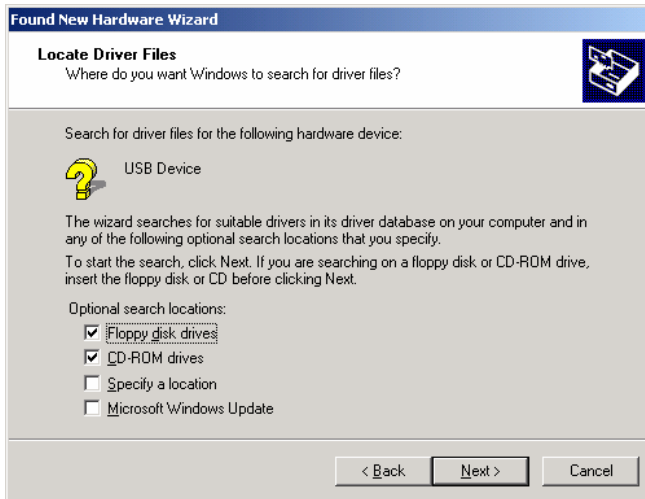 Found New Hardware Wizard
Locate Driver Files
Where do you want Windows to search for driver files?
Search for driver files for the following hardware device:
USB Device
The wizard searches for suitable drivers in its driver database on your computer and in
any of the following optional search locations that you specify.
To start the search, click Next. If you are searching on a floppy disk or CD-ROM drive,
insert the floppy disk or CD before clicking Next.
Optional search locations:
Floppy disk drives
CD-ROM drives
Specify a location
Microsoft Windows Update
< Back
Next >
Cancel